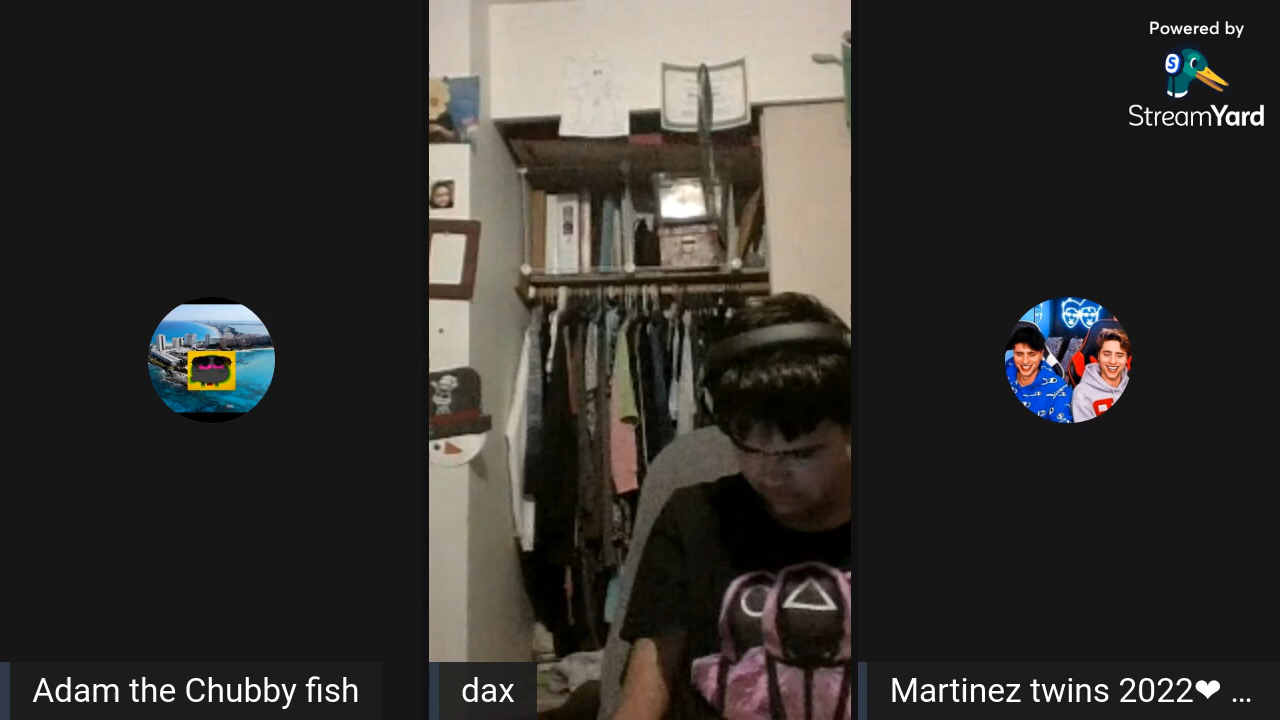 Powered by
StreamYard
Adam the Chubby fish
dax
Martinez twins 2022❤ ...